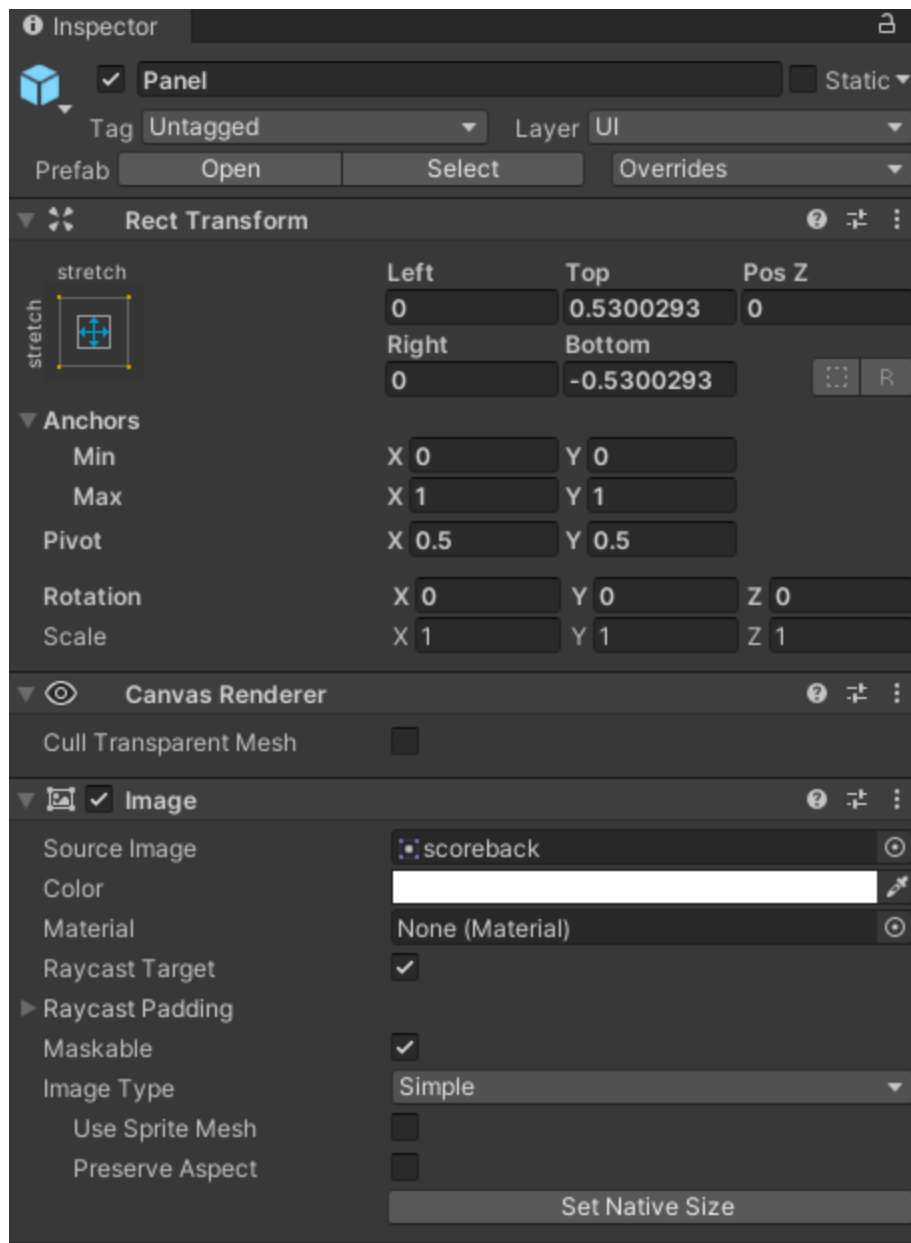 Inspector
Panel Static
Tag Untagged Layer UI
Prefab Open Select Overrides
Rect Transform
stretch Left Top Pos Z
stretch
0 0.5300293 0
Right Bottom
0 -0.5300293 R
Anchors
Min X 0 Y 0
Max X 1 Y 1
Pivot X 0.5 Y 0.5
Rotation X 0 Y 0 Z 0
Scale X 1 Y 1 Z 1
Canvas Renderer
Cull Transparent Mesh
Image
Source Image scoreback
Color
Material None (Material)
Raycast Target
Raycast Padding
Maskable
Image Type Simple
Use Sprite Mesh
Preserve Aspect
Set Native Size